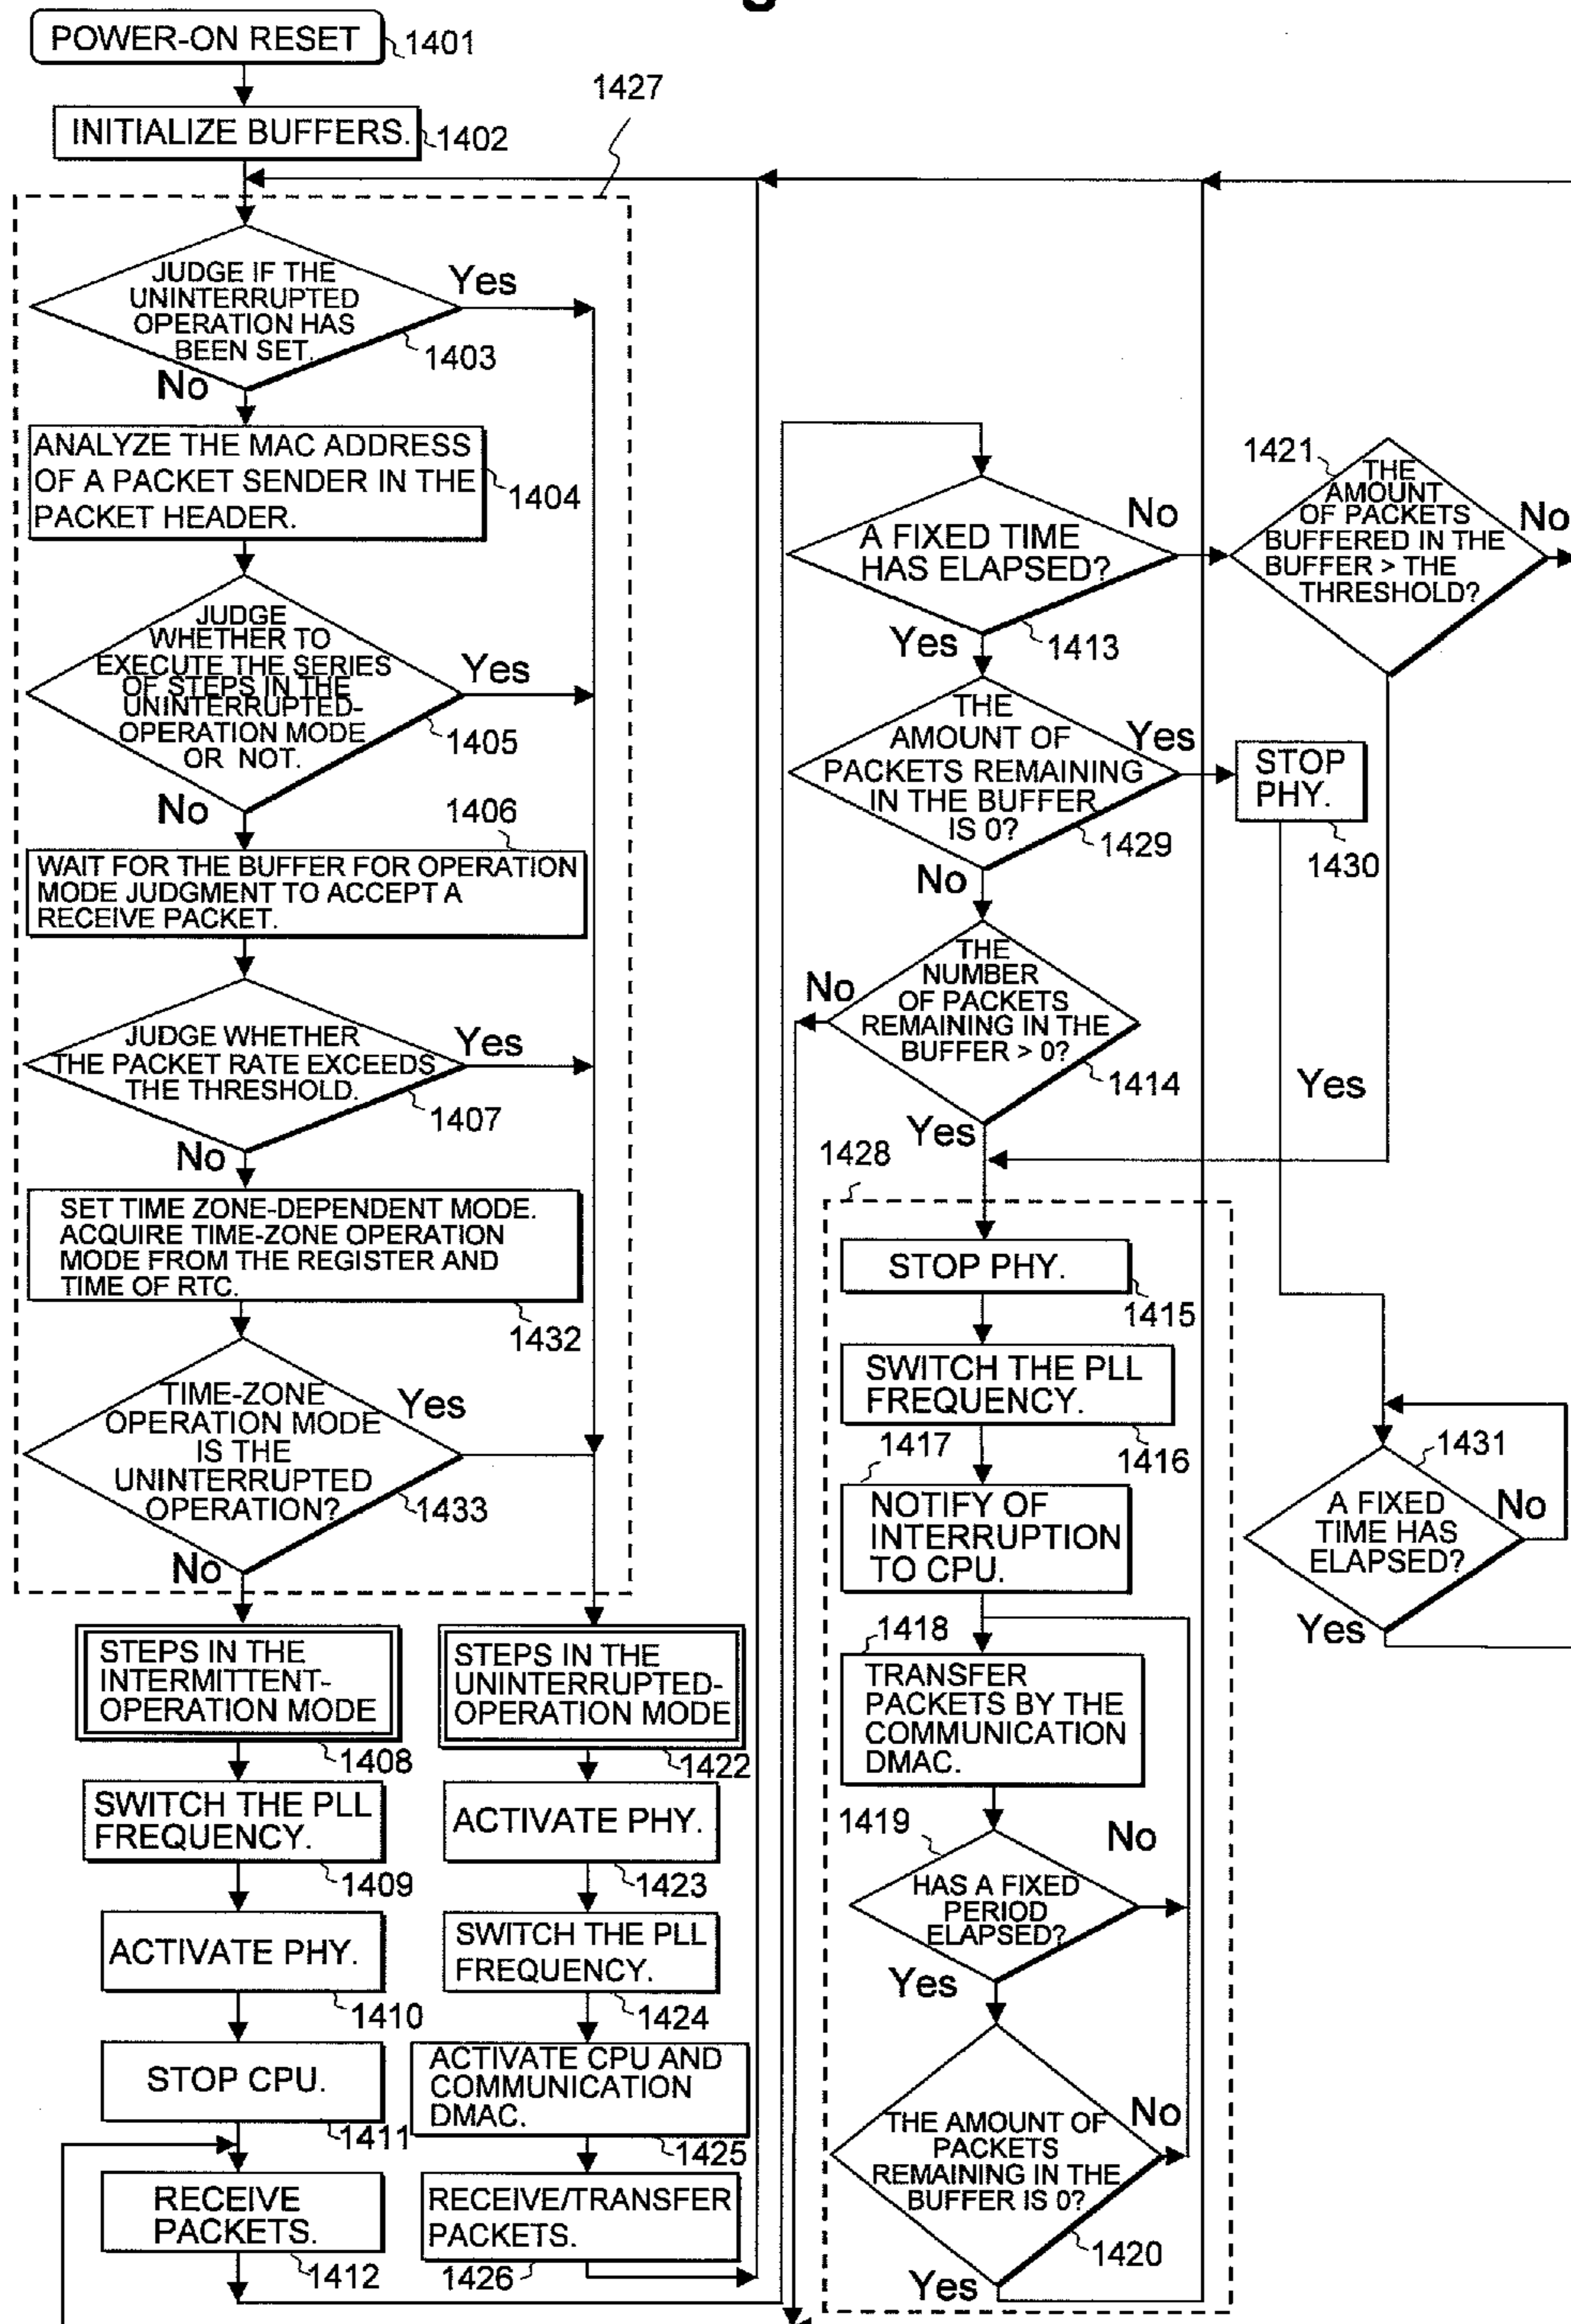 g
POWER-ON RESET
1401
INITIALIZE BUFFERS.
1402
1427
JUDGE IF THE
UNINTERRUPTED
OPERATION HAS
BEEN SET.
Yes
1403
No
ANALYZE THE MAC ADDRESS
OF A PACKET SENDER IN THE
PACKET HEADER.
1404
JUDGE
WHETHER TO
EXECUTE THE SERIES
OF STEPS IN THE
UNINTERRUPTED-
OPERATION MODE
OR NOT.
Yes
1405
No
1406
WAIT FOR THE BUFFER FOR OPERATION
MODE JUDGMENT TO ACCEPT A
RECEIVE PACKET.
JUDGE WHETHER
THE PACKET RATE EXCEEDS
THE THRESHOLD.
Yes
1407
No
SET TIME ZONE-DEPENDENT MODE.
ACQUIRE TIME-ZONE OPERATION
MODE FROM THE REGISTER AND
TIME OF RTC.
1432
TIME-ZONE
OPERATION MODE
IS THE
UNINTERRUPTED
OPERATION?
Yes
1433
No
STEPS IN THE
INTERMITTENT-
OPERATION MODE
1408
SWITCH THE PLL
FREQUENCY.
1409
ACTIVATE PHY.
1410
STOP CPU.
1411
RECEIVE
PACKETS.
1412
STEPS IN THE
UNINTERRUPTED-
OPERATION MODE
1422
ACTIVATE PHY.
1423
SWITCH THE PLL
FREQUENCY.
1424
ACTIVATE CPU AND
COMMUNICATION
DMAC.
1425
RECEIVE/TRANSFER
PACKETS.
1426
A FIXED TIME
HAS ELAPSED?
No
Yes
1413
THE
AMOUNT OF
PACKETS REMAINING
IN THE BUFFER
IS 0?
Yes
1429
No
THE
NUMBER
OF PACKETS
REMAINING IN THE
BUFFER > 0?
No
1414
Yes
1428
STOP PHY.
1415
SWITCH THE PLL
FREQUENCY.
1416
1417
NOTIFY OF
INTERRUPTION
TO CPU.
1418
TRANSFER
PACKETS BY THE
COMMUNICATION
DMAC.
1419
HAS A FIXED
PERIOD
ELAPSED?
No
Yes
THE AMOUNT OF
PACKETS
REMAINING IN THE
BUFFER IS 0?
No
1420
Yes
1421
THE
AMOUNT
OF PACKETS
BUFFERED IN THE
BUFFER > THE
THRESHOLD?
No
Yes
STOP
PHY.
1430
1431
A FIXED
TIME HAS
ELAPSED?
No
Yes